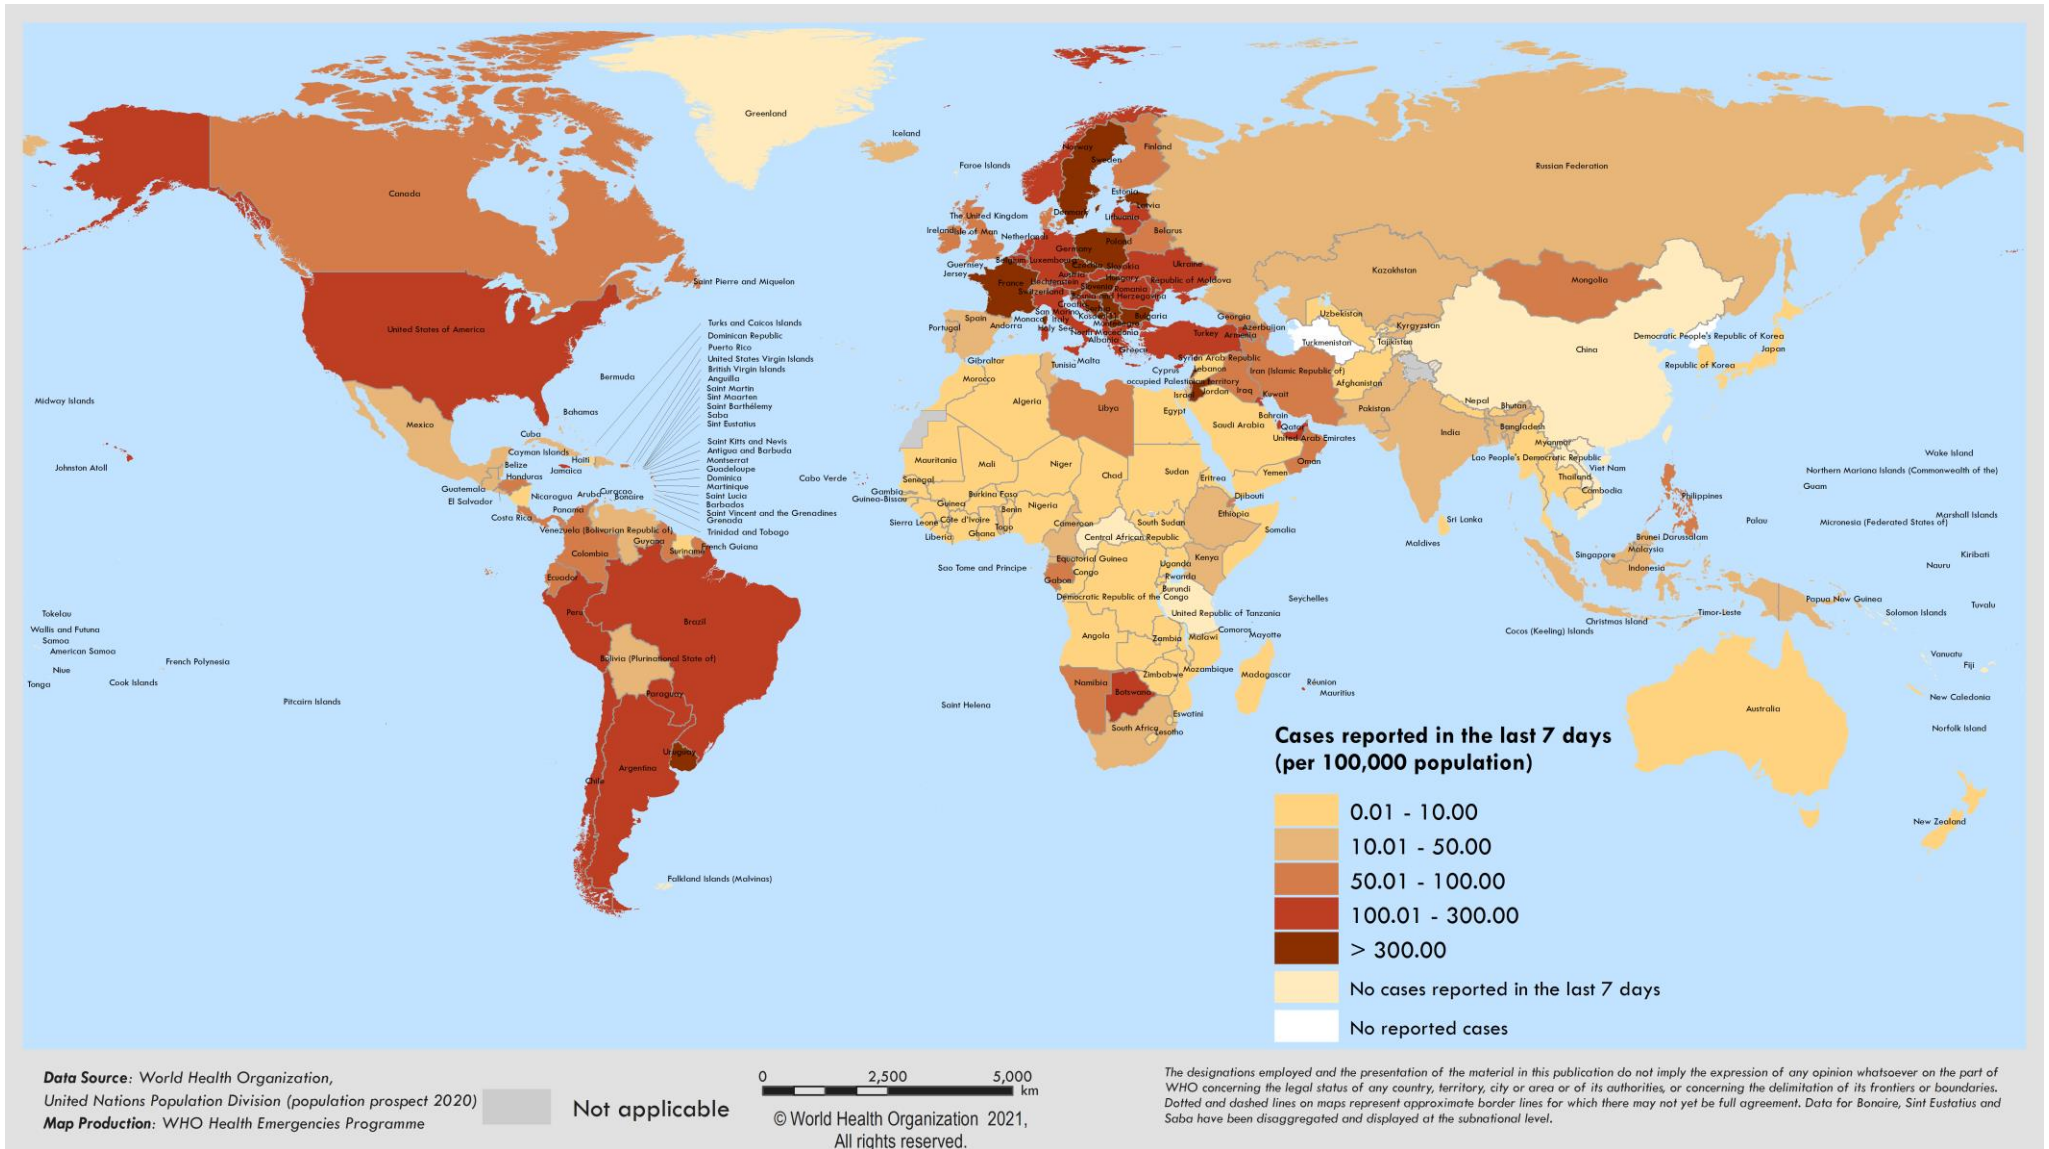 Greenland
Iceland
Faroe Islands
Norway
Sweden
Finland
Russian Federation
Canada
Estonia
Latvia
Denmark
Lithuania
The United Kingdom
Ireland
Isle of Man
Netherlands
Belarus
Poland
Germany
Belgium
Luxembourg
Czechia
Slovakia
Ukraine
Guernsey
Jersey
France
Liechtenstein
Austria
Hungary
Republic of Moldova
Switzerland
Slovenia
Romania
Bosnia and Herzegovina
Croatia
Serbia
San Marino
Monaco
Italy
Kosovo
Bulgaria
Montenegro
Holy See
North Macedonia
Albania
Greece
Spain
Portugal
Andorra
Gibraltar
Malta
Tunisia
Morocco
Georgia
Azerbaijan
Armenia
Turkey
Kazakhstan
Mongolia
Uzbekistan
Kyrgyzstan
Turkmenistan
Tajikistan
China
Democratic People's Republic of Korea
Japan
Republic of Korea
Saint Pierre and Miquelon
United States of America
Bermuda
Midway Islands
Johnston Atoll
Mexico
Bahamas
Cuba
Cayman Islands
Haiti
Belize
Jamaica
Honduras
Guatemala
El Salvador
Nicaragua
Aruba
Curaçao
Bonaire
Costa Rica
Panama
Turks and Caicos Islands
Dominican Republic
Puerto Rico
United States Virgin Islands
British Virgin Islands
Anguilla
Saint Martin
Sint Maarten
Saint Barthélemy
Saba
Sint Eustatius
Saint Kitts and Nevis
Antigua and Barbuda
Montserrat
Guadeloupe
Dominica
Martinique
Saint Lucia
Barbados
Saint Vincent and the Grenadines
Grenada
Trinidad and Tobago
Venezuela (Bolivarian Republic of)
Guyana
Suriname
French Guiana
Colombia
Ecuador
Peru
Brazil
Bolivia (Plurinational State of)
Paraguay
Uruguay
Argentina
Chile
Falkland Islands (Malvinas)
Tokelau
Wallis and Futuna
Samoa
American Samoa
Niue
Tonga
Cook Islands
French Polynesia
Pitcairn Islands
Cyprus
Syrian Arab Republic
Lebanon
occupied Palestinian territory
Israel
Jordan
Iraq
Iran (Islamic Republic of)
Kuwait
Afghanistan
Pakistan
Bahrain
Qatar
United Arab Emirates
Saudi Arabia
Oman
Yemen
Nepal
Bhutan
Bangladesh
India
Myanmar
Lao People's Democratic Republic
Viet Nam
Thailand
Cambodia
Sri Lanka
Maldives
Philippines
Brunei Darussalam
Malaysia
Singapore
Indonesia
Timor-Leste
Christmas Island
Cocos (Keeling) Islands
Palau
Wake Island
Northern Mariana Islands (Commonwealth of the)
Guam
Marshall Islands
Micronesia (Federated States of)
Kiribati
Nauru
Papua New Guinea
Solomon Islands
Tuvalu
Vanuatu
Fiji
New Caledonia
Norfolk Island
Australia
New Zealand
Algeria
Libya
Egypt
Cabo Verde
Mauritania
Mali
Niger
Chad
Sudan
Eritrea
Senegal
Gambia
Guinea-Bissau
Guinea
Burkina Faso
Sierra Leone
Liberia
Côte d'Ivoire
Ghana
Togo
Benin
Nigeria
Cameroon
Central African Republic
South Sudan
Djibouti
Ethiopia
Somalia
Equatorial Guinea
Sao Tome and Principe
Gabon
Congo
Uganda
Kenya
Rwanda
Burundi
Democratic Republic of the Congo
United Republic of Tanzania
Seychelles
Angola
Zambia
Malawi
Comoros
Mayotte
Mozambique
Zimbabwe
Madagascar
Réunion
Mauritius
Namibia
Botswana
Saint Helena
South Africa
Eswatini
Lesotho
Cases reported in the last 7 days
(per 100,000 population)
0.01 - 10.00
10.01 - 50.00
50.01 - 100.00
100.01 - 300.00
> 300.00
No cases reported in the last 7 days
No reported cases
Data Source: World Health Organization,
United Nations Population Division (population prospect 2020)
Map Production: WHO Health Emergencies Programme
Not applicable
0 2,500 5,000
km
© World Health Organization 2021,
All rights reserved.
The designations employed and the presentation of the material in this publication do not imply the expression of any opinion whatsoever on the part of
WHO concerning the legal status of any country, territory, city or area or of its authorities, or concerning the delimitation of its frontiers or boundaries.
Dotted and dashed lines on maps represent approximate border lines for which there may not yet be full agreement. Data for Bonaire, Sint Eustatius and
Saba have been disaggregated and displayed at the subnational level.